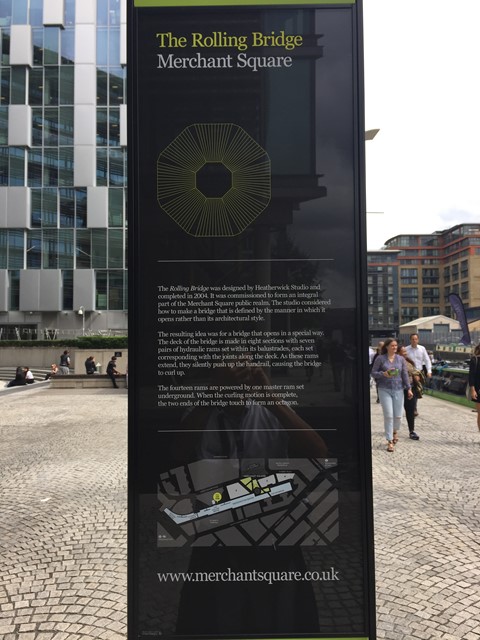 The Rolling Bridge
Merchant Square
The Rolling Bridge was designed by Heatherwick Studio and
completed in 2004. It was commissioned to form an integral
part of the Merchant Square public realm. The studio considered
how to make a bridge that is defined by the manner in which it
opens rather than its architectural style.
The resulting idea was for a bridge that opens in a special way.
The deck of the bridge is made in eight sections with seven
pairs of hydraulic rams set within its balustrades, each set
corresponding with the joints along the deck. As these rams
extend, they silently push up the handrail, causing the bridge
to curl up.
The fourteen rams are powered by one master ram set
underground. When the curling motion is complete,
the two ends of the bridge touch to form an octagon.
www.merchantsquare.co.uk